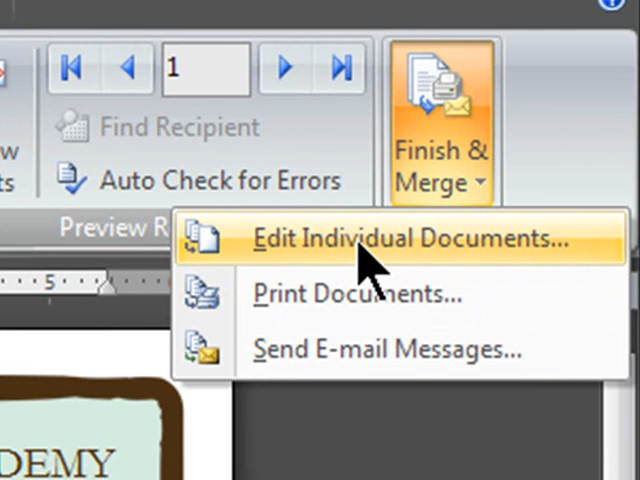 1
Find Recipient
Auto Check for Errors
Finish &
Merge
Preview R
Edit Individual Documents...
Print Documents...
Send E-mail Messages...
5
DEMY